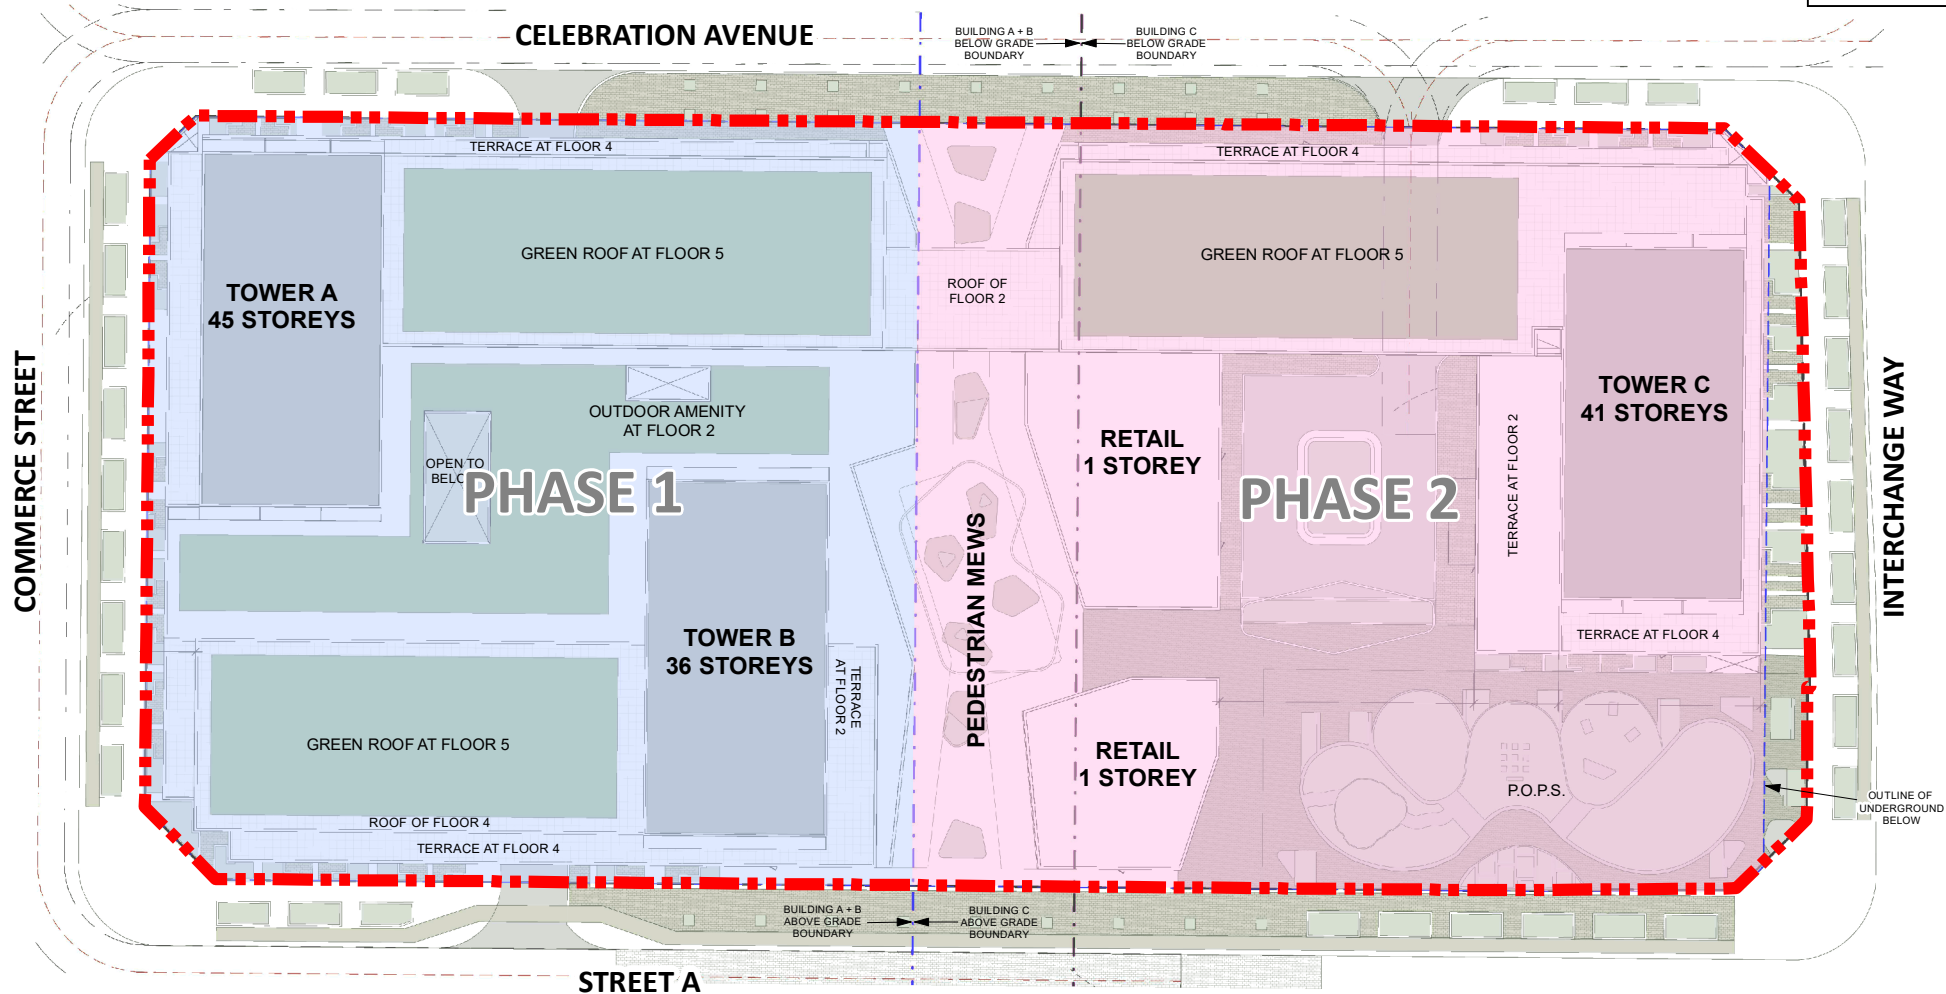 CELEBRATION AVENUE
BUILDING A + B
BELOW GRADE
BOUNDARY
BUILDING C
BELOW GRADE
BOUNDARY
TERRACE AT FLOOR 4
TERRACE AT FLOOR 4
GREEN ROOF AT FLOOR 5
GREEN ROOF AT FLOOR 5
TOWER A
45 STOREYS
ROOF OF
FLOOR 2
COMMERCE STREET
INTERCHANGE WAY
TOWER C
41 STOREYS
OUTDOOR AMENITY
AT FLOOR 2
RETAIL
1 STOREY
TERRACE AT FLOOR 2
OPEN TO
BELOW
PHASE 1
PHASE 2
PEDESTRIAN MEWS
TOWER B
36 STOREYS
TERRACE
AT FLOOR 2
TERRACE AT FLOOR 4
GREEN ROOF AT FLOOR 5
RETAIL
1 STOREY
P.O.P.S.
OUTLINE OF
UNDERGROUND
BELOW
ROOF OF FLOOR 4
TERRACE AT FLOOR 4
BUILDING A + B
ABOVE GRADE
BOUNDARY
BUILDING C
ABOVE GRADE
BOUNDARY
STREET A